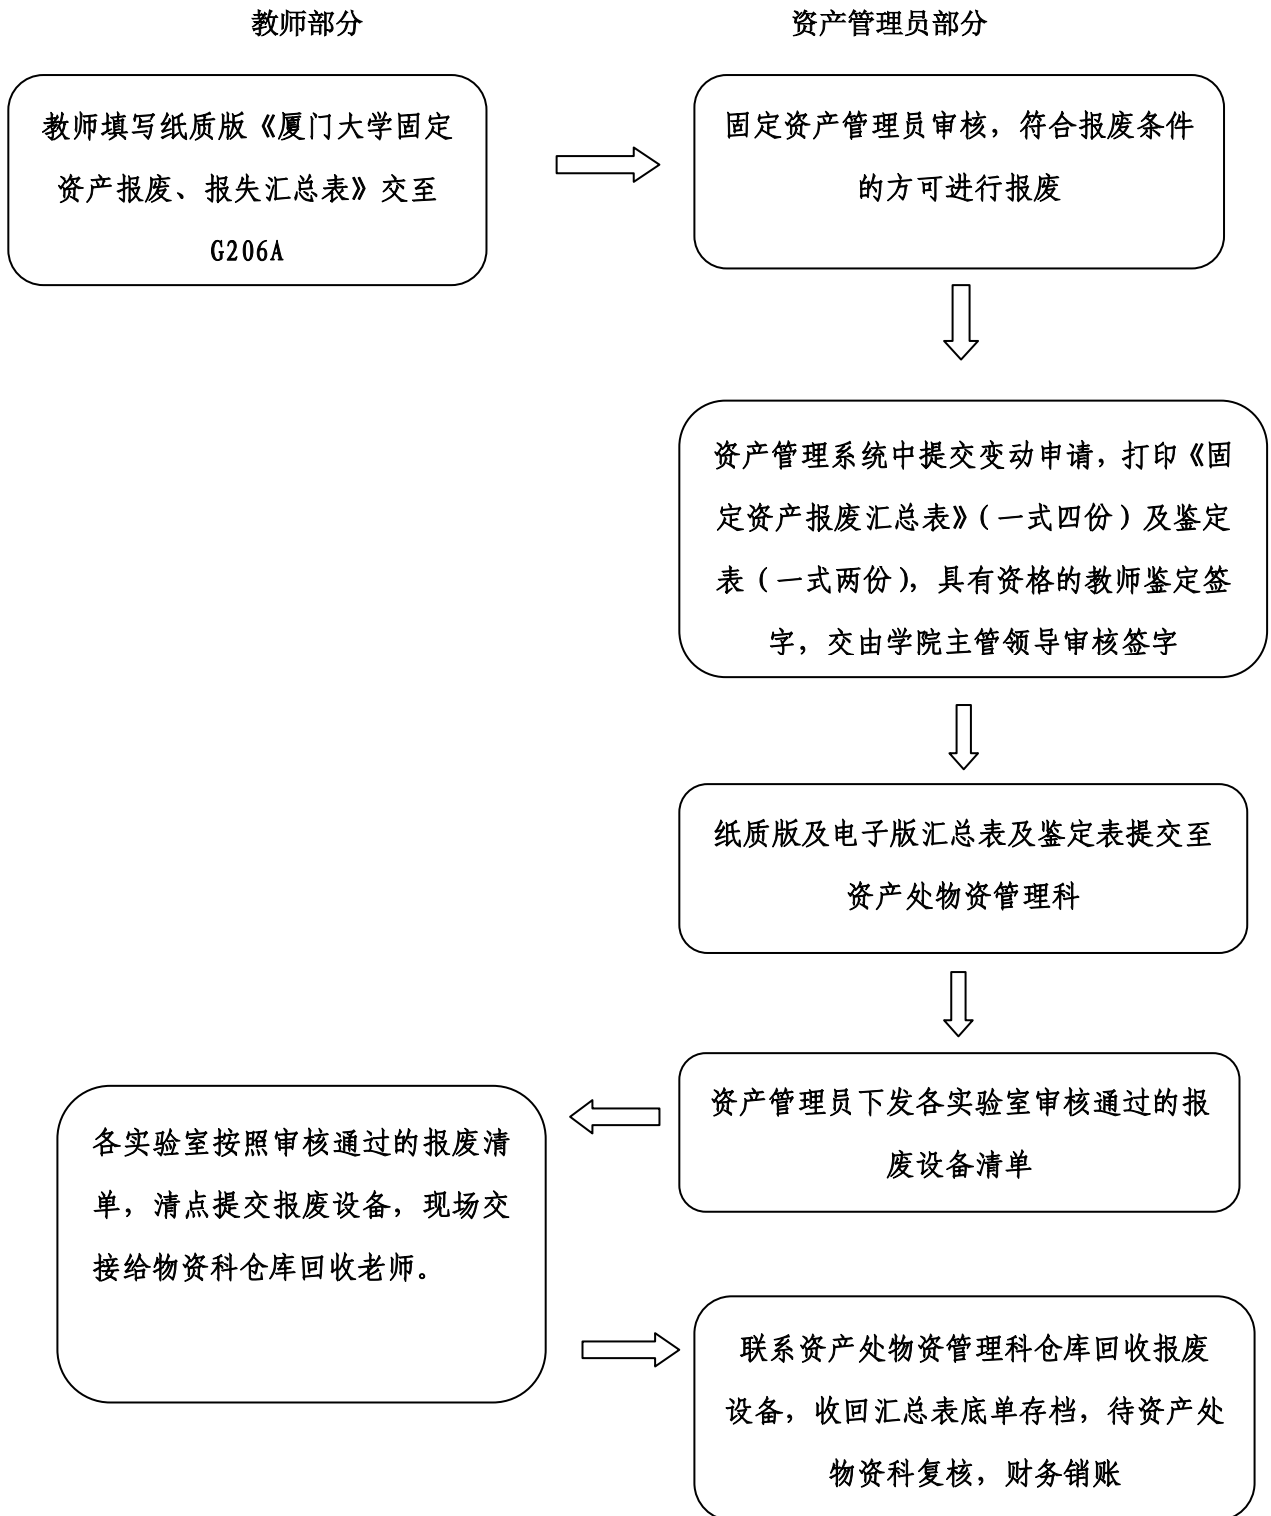 教师部分
资产管理员部分
教师填写纸质版《厦门大学固定
资产报废、报失汇总表》交至
G206A
固定资产管理员审核，符合报废条件
的方可进行报废
资产管理系统中提交变动申请，打印《固
定资产报废汇总表》（一式四份）及鉴定
表（一式两份），具有资格的教师鉴定签
字，交由学院主管领导审核签字
纸质版及电子版汇总表及鉴定表提交至
资产处物资管理科
资产管理员下发各实验室审核通过的报
废设备清单
各实验室按照审核通过的报废清
单，清点提交报废设备，现场交
接给物资科仓库回收老师。
联系资产处物资管理科仓库回收报废
设备，收回汇总表底单存档，待资产处
物资科复核，财务销账